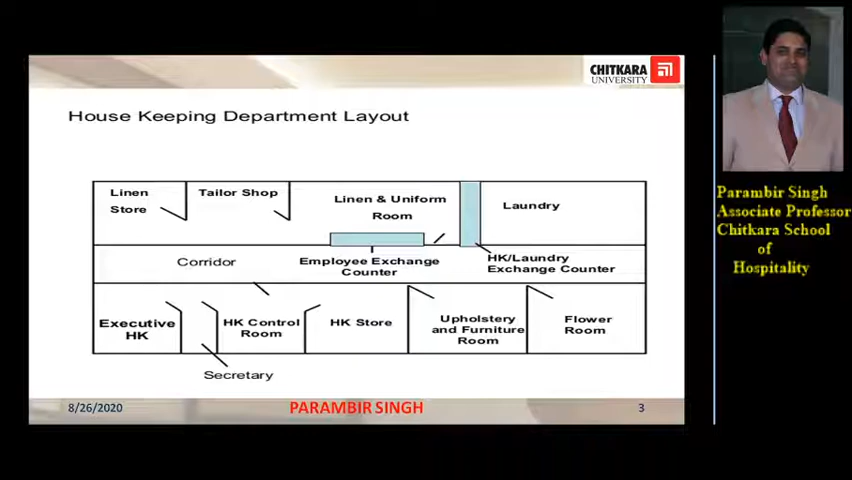 CHITKARA
UNIVERSITY
House Keeping Department Layout
Linen
Store
Tailor Shop
Linen & Uniform
Room
Laundry
Corridor
Employee Exchange
Counter
HK/Laundry
Exchange Counter
Executive
HK
HK Control
Room
HK Store
Upholstery
and Furniture
Room
Flower
Room
Secretary
8/26/2020
PARAMBIR SINGH
3
Parambir Singh
Associate Professor
Chitkara School
of
Hospitality